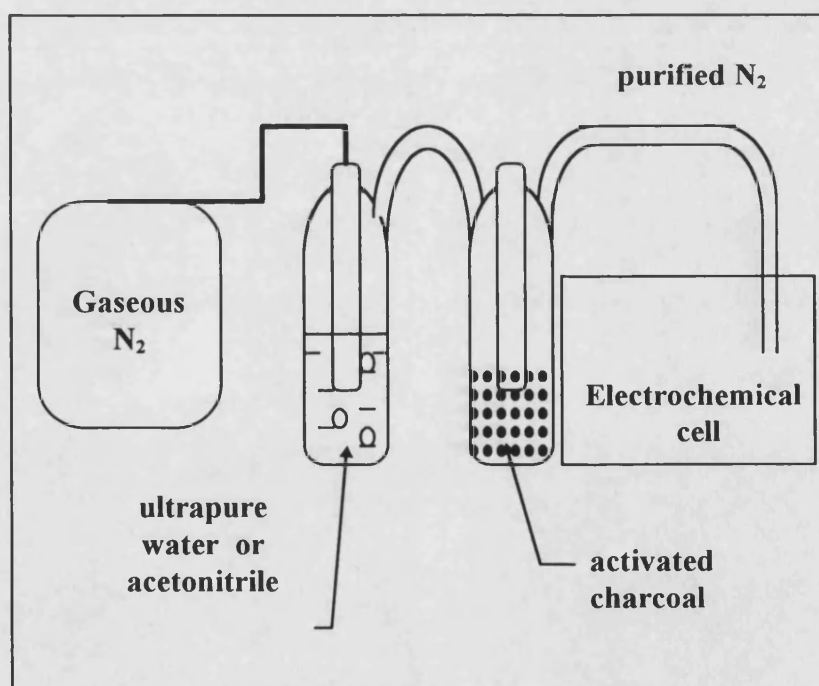 purified N₂
Gaseous
N₂
Electrochemical
cell
ultrapure
water or
acetonitrile
activated
charcoal